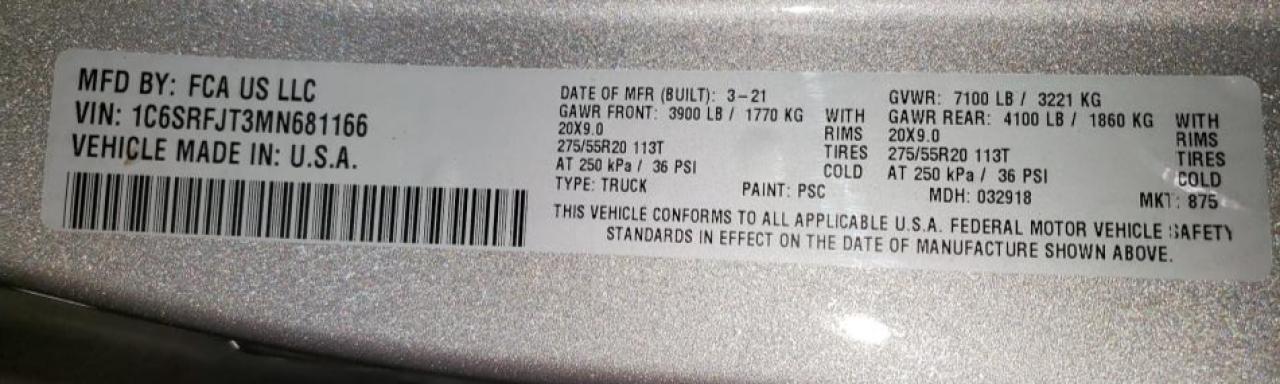 MFD BY: FCA US LLC
VIN: 1C6SRFJT3MN681166
VEHICLE MADE IN: U.S.A.
DATE OF MFR (BUILT): 3-21
GAWR FRONT: 3900 LB / 1770 KG WITH
20X9.0 RIMS
275/55R20 113T TIRES
AT 250 kPa / 36 PSI COLD
TYPE: TRUCK PAINT: PSC
GVWR: 7100 LB / 3221 KG
GAWR REAR: 4100 LB / 1860 KG WITH
20X9.0 RIMS
275/55R20 113T TIRES
AT 250 kPa / 36 PSI COLD
MDH: 032918 MKT: 875
THIS VEHICLE CONFORMS TO ALL APPLICABLE U.S.A. FEDERAL MOTOR VEHICLE SAFETY
STANDARDS IN EFFECT ON THE DATE OF MANUFACTURE SHOWN ABOVE.